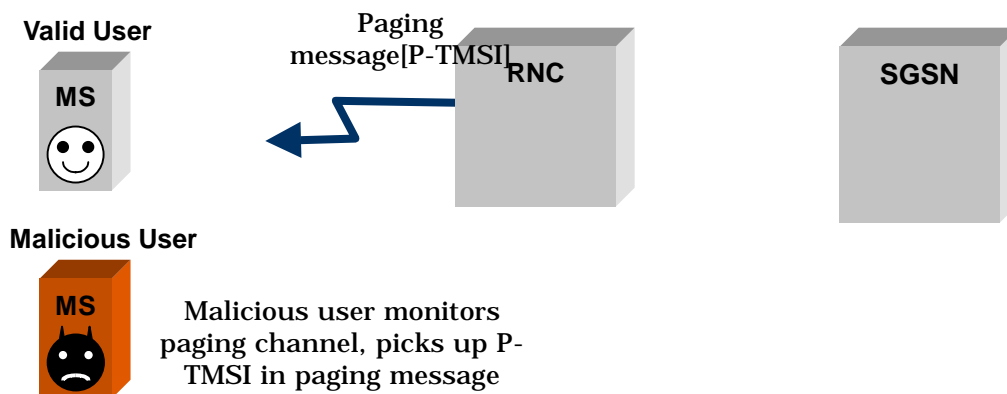 Valid User
MS
Paging
message[P-TMSI]
RNC
SGSN
Malicious User
MS
Malicious user monitors
paging channel, picks up P-
TMSI in paging message